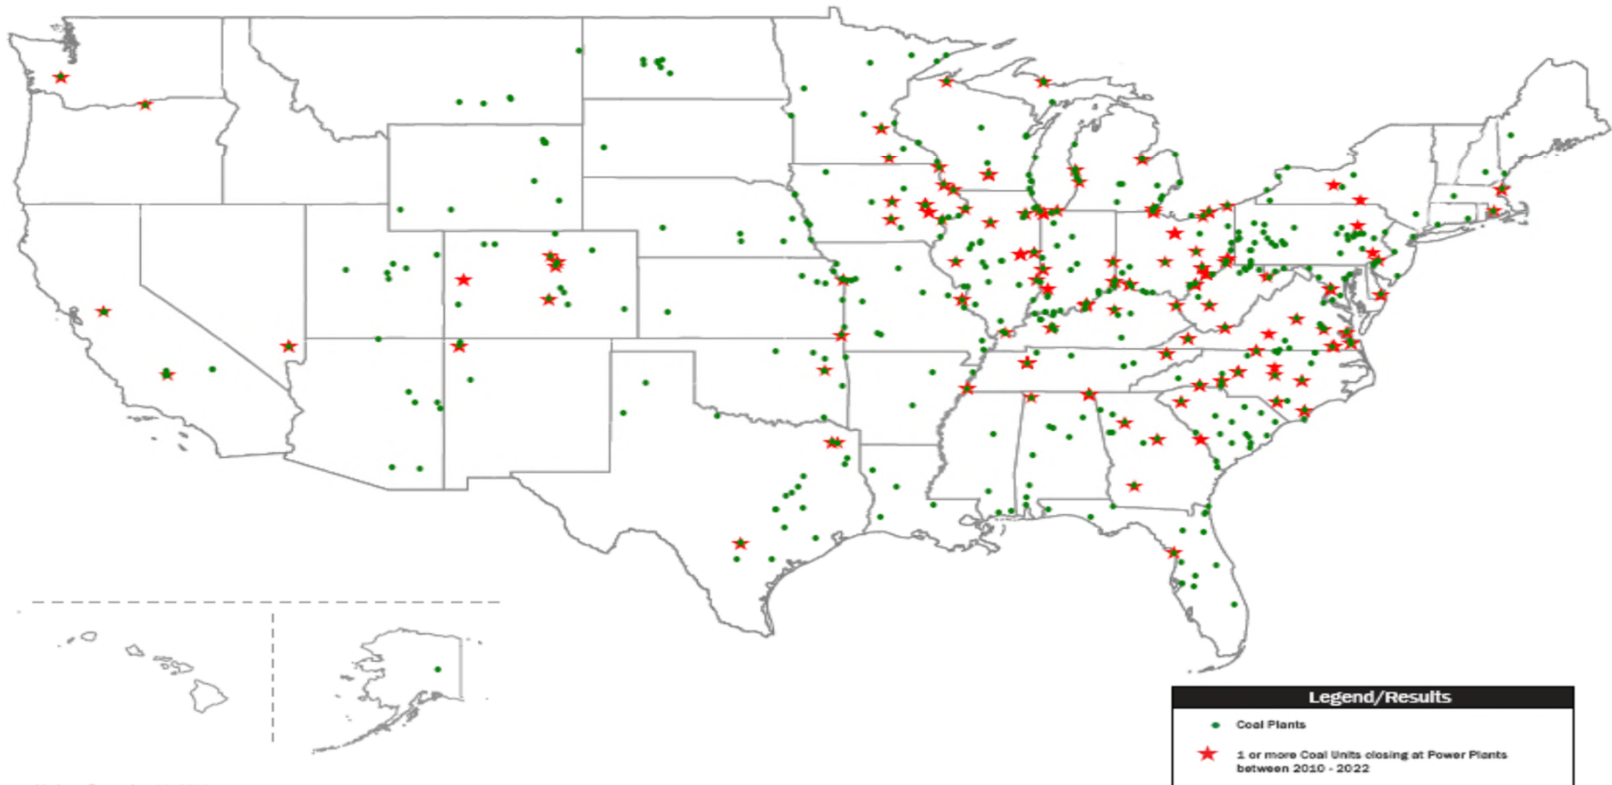 Legend/Results
Coal Plants
1 or more Coal Units closing at Power Plants
between 2010 - 2022